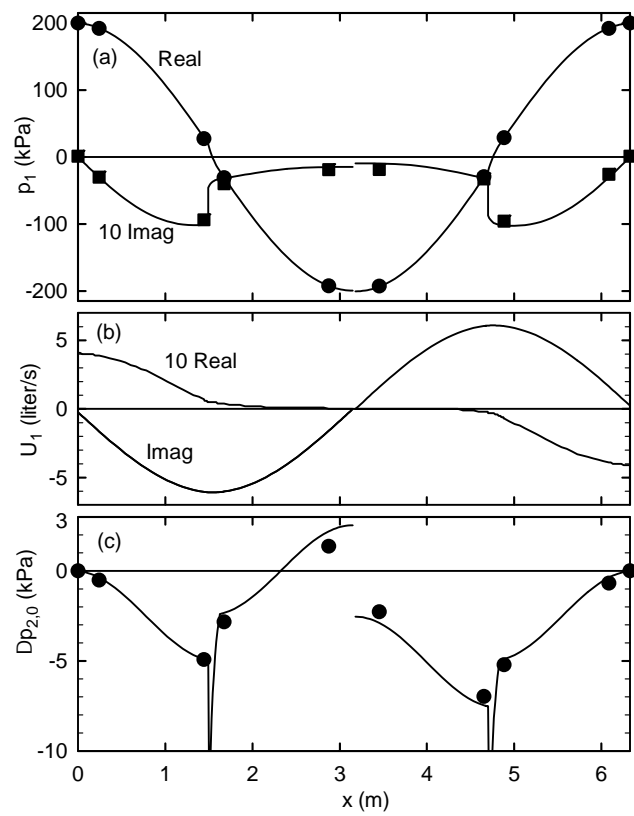 200
100
0
-100
-200
p1 (kPa)
(a)
Real
10 Imag
5
0
-5
U1 (liter/s)
(b)
10 Real
Imag
3
0
-5
-10
Dp2,0 (kPa)
(c)
0 1 2 3 4 5 6
x (m)